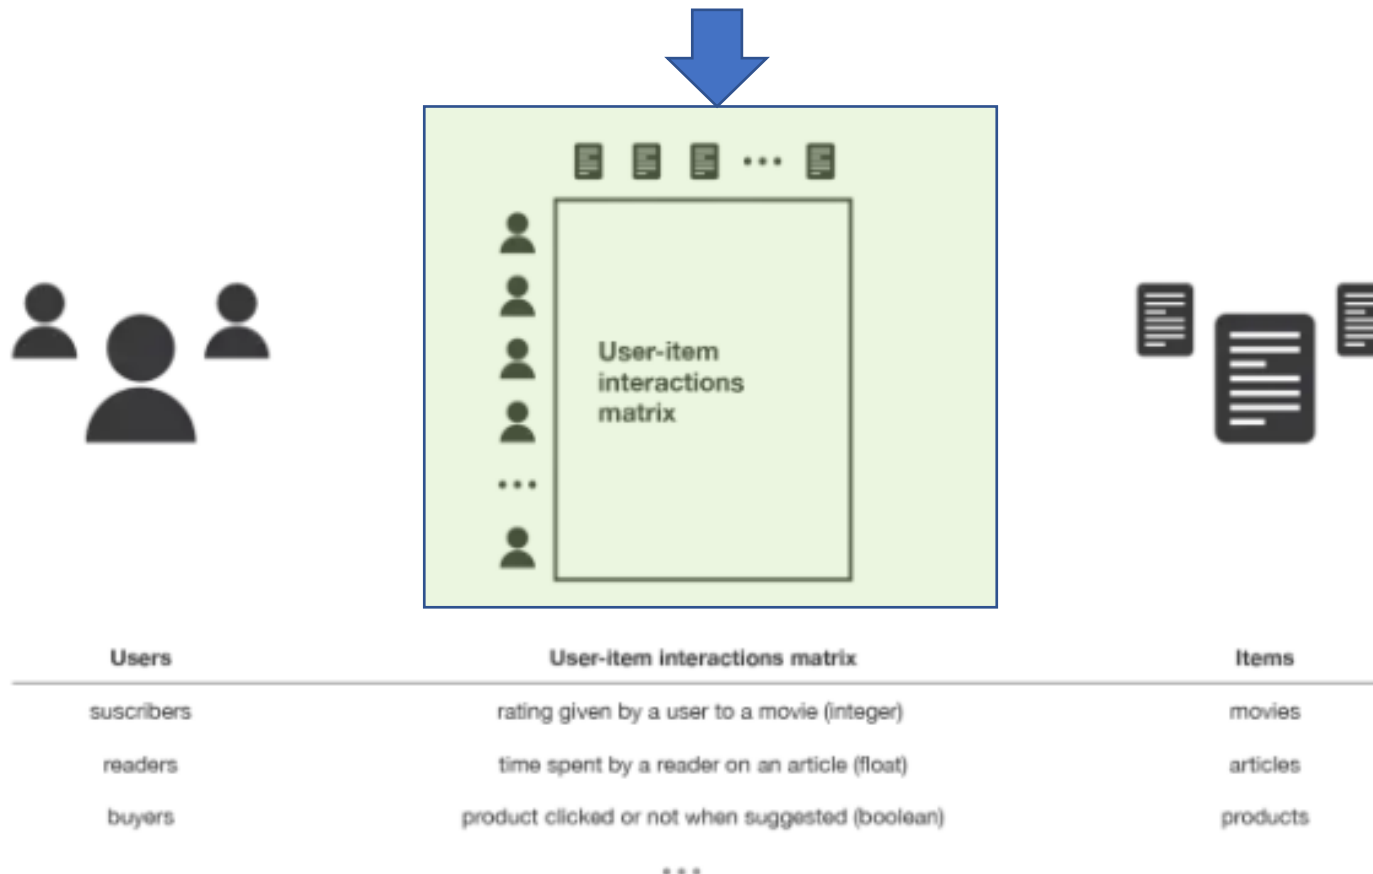 User-item
interactions
matrix
Users User-item interactions matrix Items
suscribers rating given by a user to a movie (integer) movies
readers time spent by a reader on an article (float) articles
buyers product clicked or not when suggested (boolean) products
...